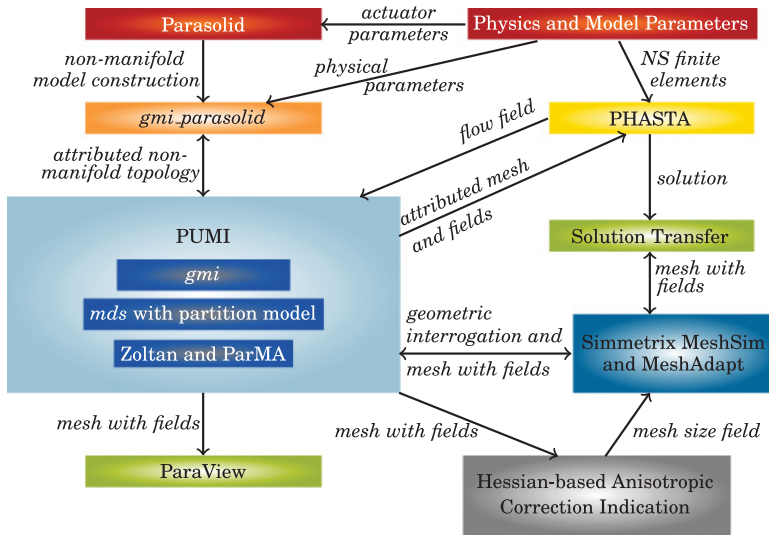 Parasolid
actuator
parameters
Physics and Model Parameters
non-manifold
model construction
physical
parameters
NS finite
elements
gmi_parasolid
flow field
PHASTA
attributed non-
manifold topology
attributed mesh
and fields
solution
PUMI
gmi
mds with partition model
Zoltan and ParMA
Solution Transfer
mesh with
fields
geometric
interrogation and
mesh with fields
Simmetrix MeshSim
and MeshAdapt
mesh with fields
mesh with fields
mesh size field
ParaView
Hessian-based Anisotropic
Correction Indication